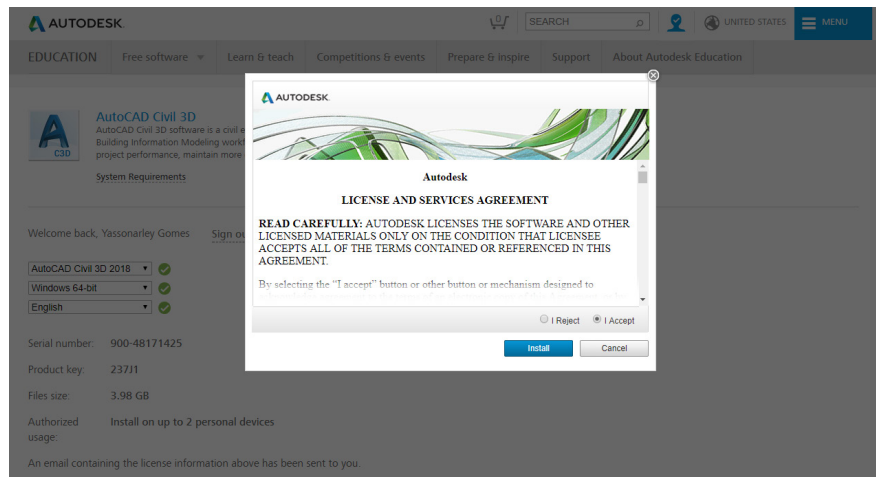 AUTODESK.
0
SEARCH
UNITED STATES
MENU
EDUCATION
Free software
Learn & teach
Competitions & events
Prepare & inspire
Support
About Autodesk Education
AutoCAD Civil 3D
AutoCAD Civil 3D software is a civil e
Building Information Modeling workf
project performance, maintain more
System Requirements
C3D
Welcome back, Yassonarley Gomes
Sign ou
AutoCAD Civil 3D 2018
Windows 64-bit
English
Serial number: 900-48171425
Product key: 237J1
Files size: 3.98 GB
Authorized usage: Install on up to 2 personal devices
An email containing the license information above has been sent to you.
AUTODESK.
Autodesk
LICENSE AND SERVICES AGREEMENT
READ CAREFULLY: AUTODESK LICENSES THE SOFTWARE AND OTHER
LICENSED MATERIALS ONLY ON THE CONDITION THAT LICENSEE
ACCEPTS ALL OF THE TERMS CONTAINED OR REFERENCED IN THIS
AGREEMENT.
By selecting the “I accept” button or other button or mechanism designed to
I Reject
I Accept
Install
Cancel